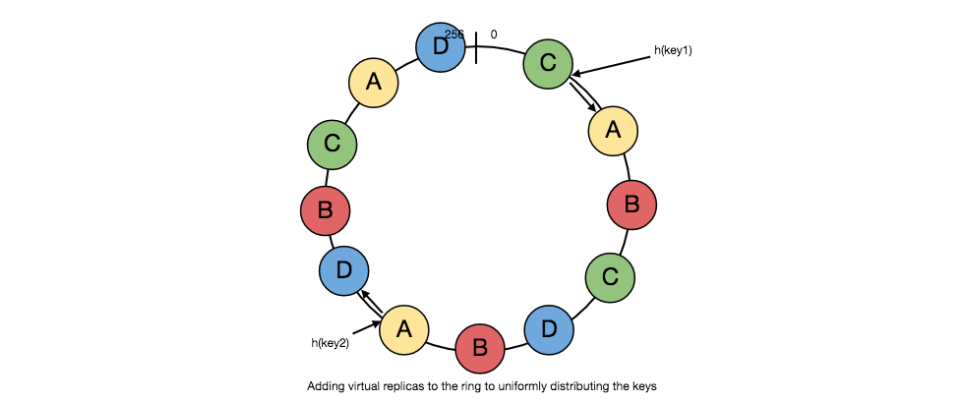 256 0
D
C
h(key1)
A
A
C
B
B
D
C
h(key2)
A
B
D
Adding virtual replicas to the ring to uniformly distributing the keys